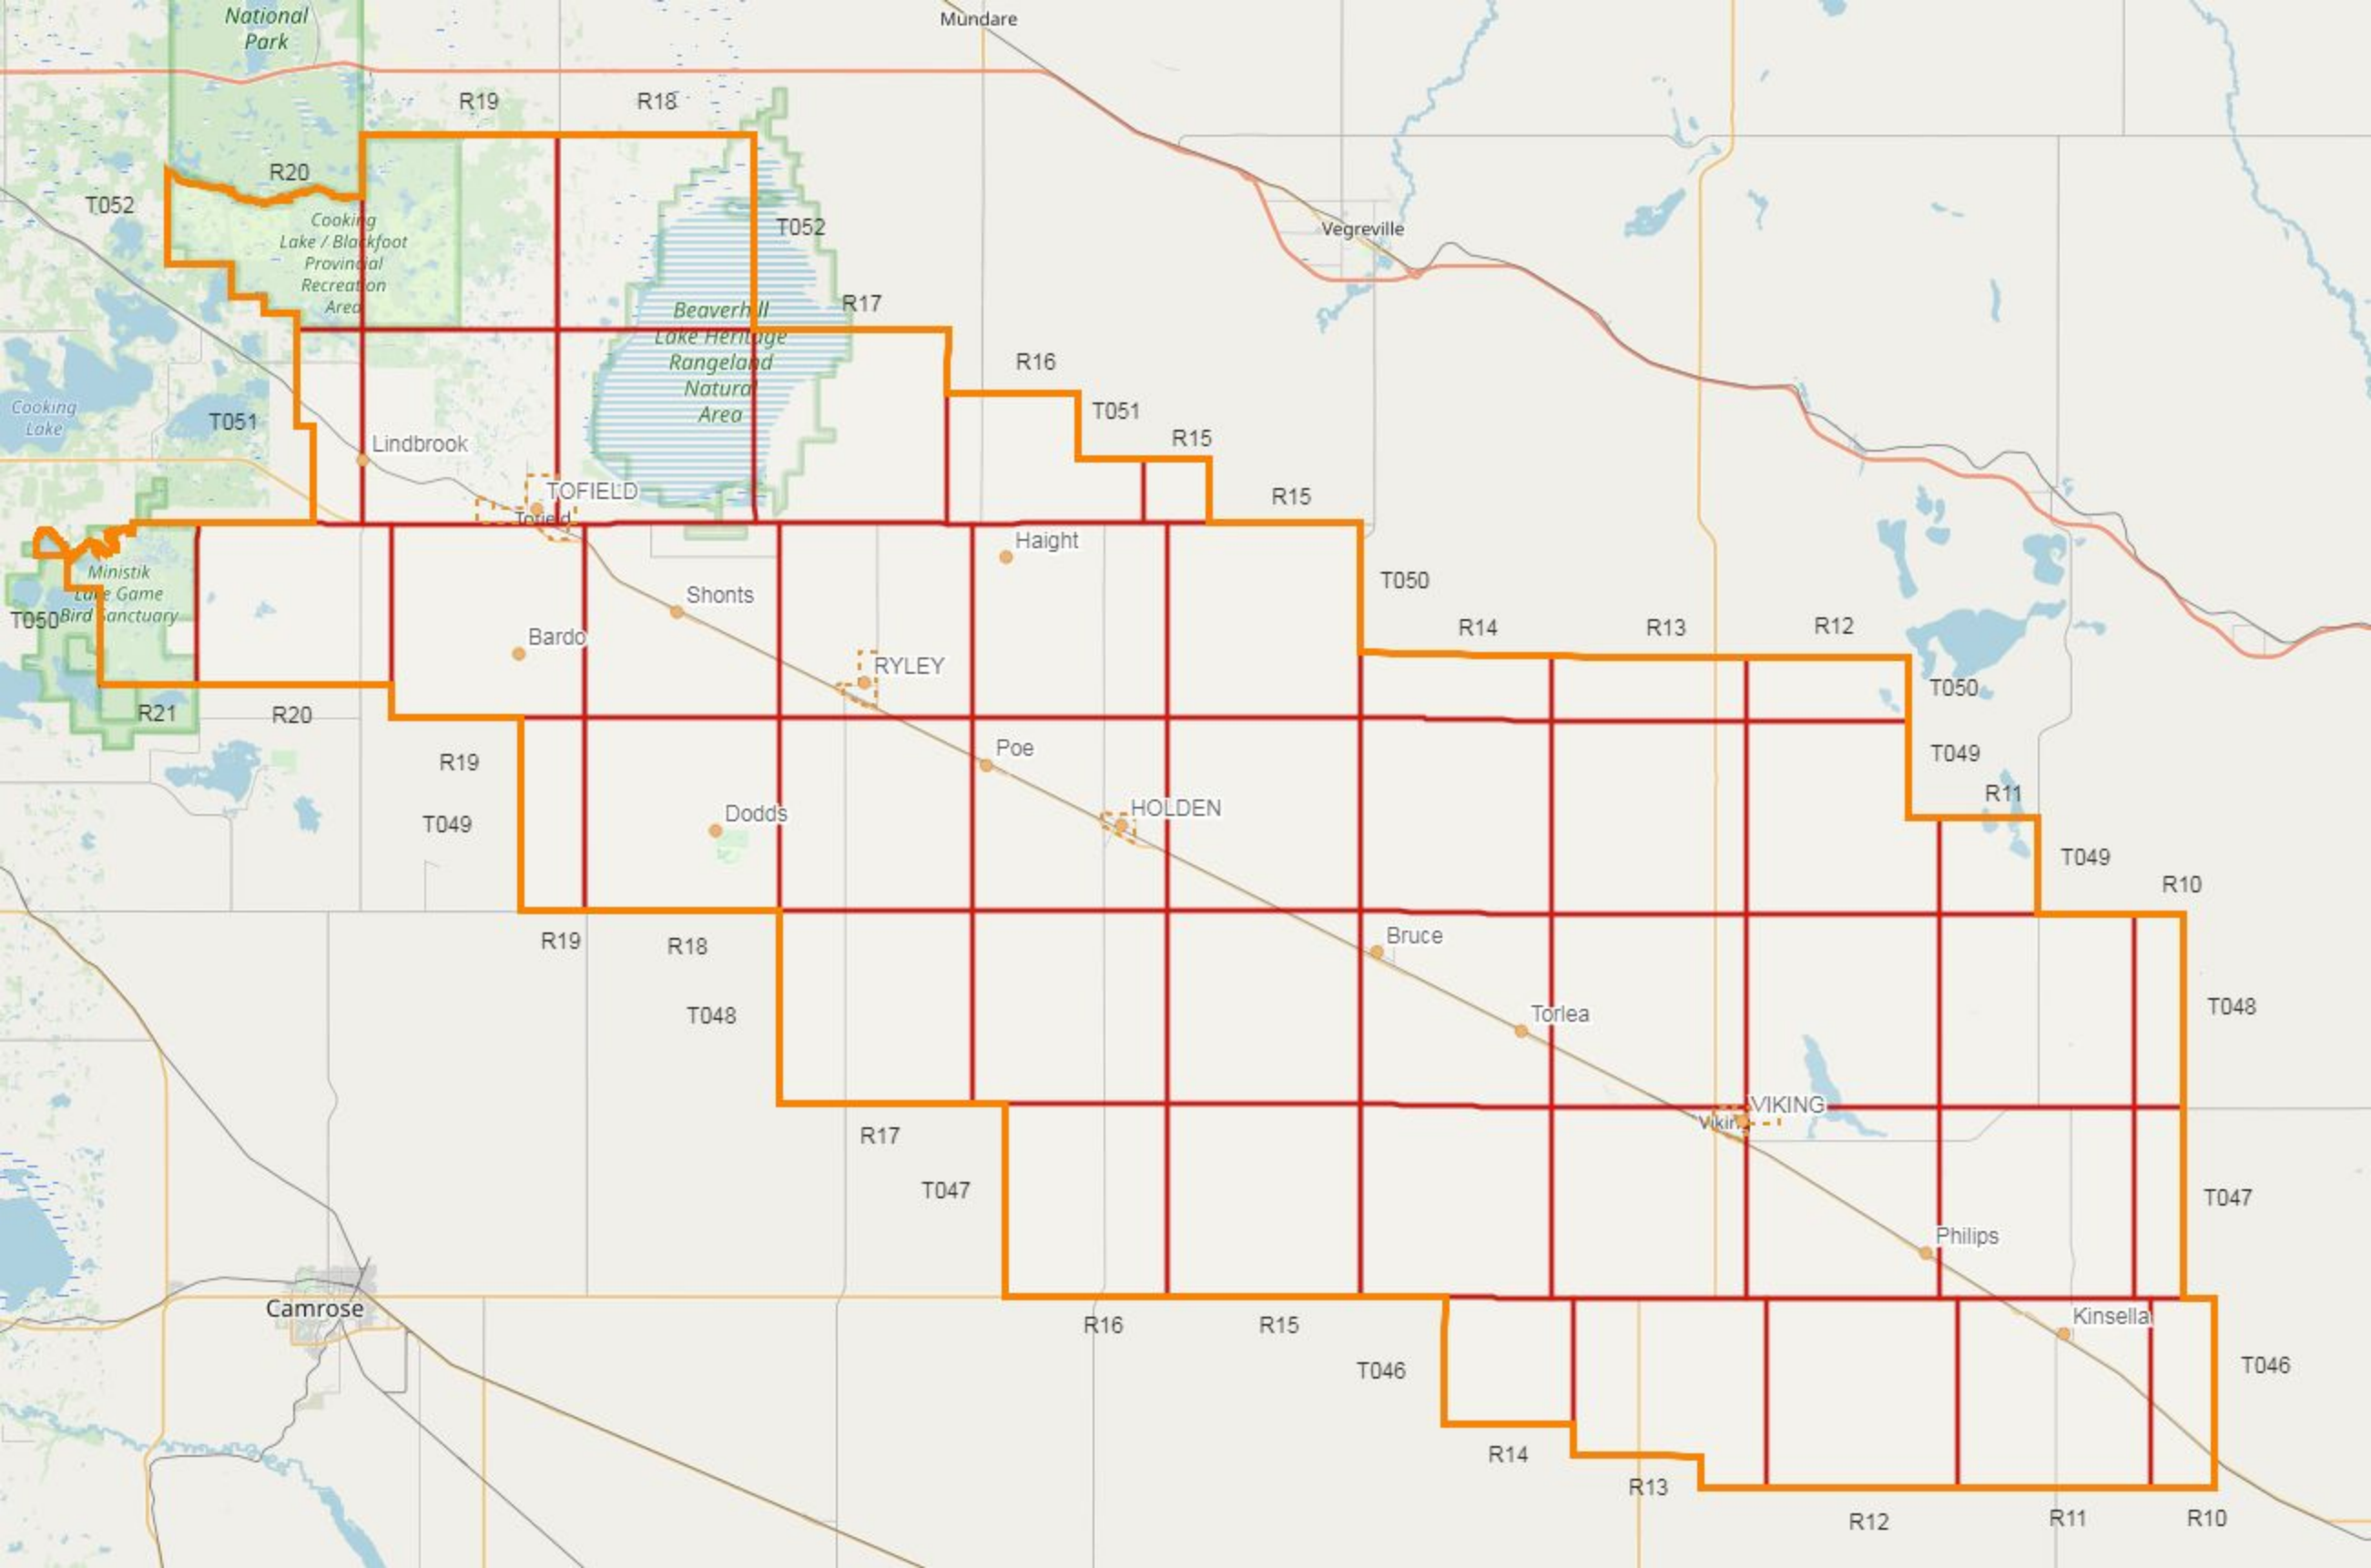 National
Park
Mundare
R19
R18
R20
T052
Cooking
Lake / Blackfoot
Provincial
Recreation
Area
T052
Vegreville
R17
Beaverhill
Lake Heritage
Rangeland
Natural
Area
R16
Cooking
Lake
T051
T051
R15
Lindbrook
TOFIELD
Tofield
R15
Haight
Ministik
Lake Game
Bird Sanctuary
T050
Shonts
T050
Bardo
R14
R13
R12
RYLEY
T050
R21
R20
Poe
T049
R19
R11
Dodds
HOLDEN
T049
T049
R10
R19
R18
Bruce
T048
T048
Torlea
VIKING
Viking
R17
T047
T047
Philips
Camrose
R16
R15
Kinsella
T046
T046
R14
R13
R12
R11
R10